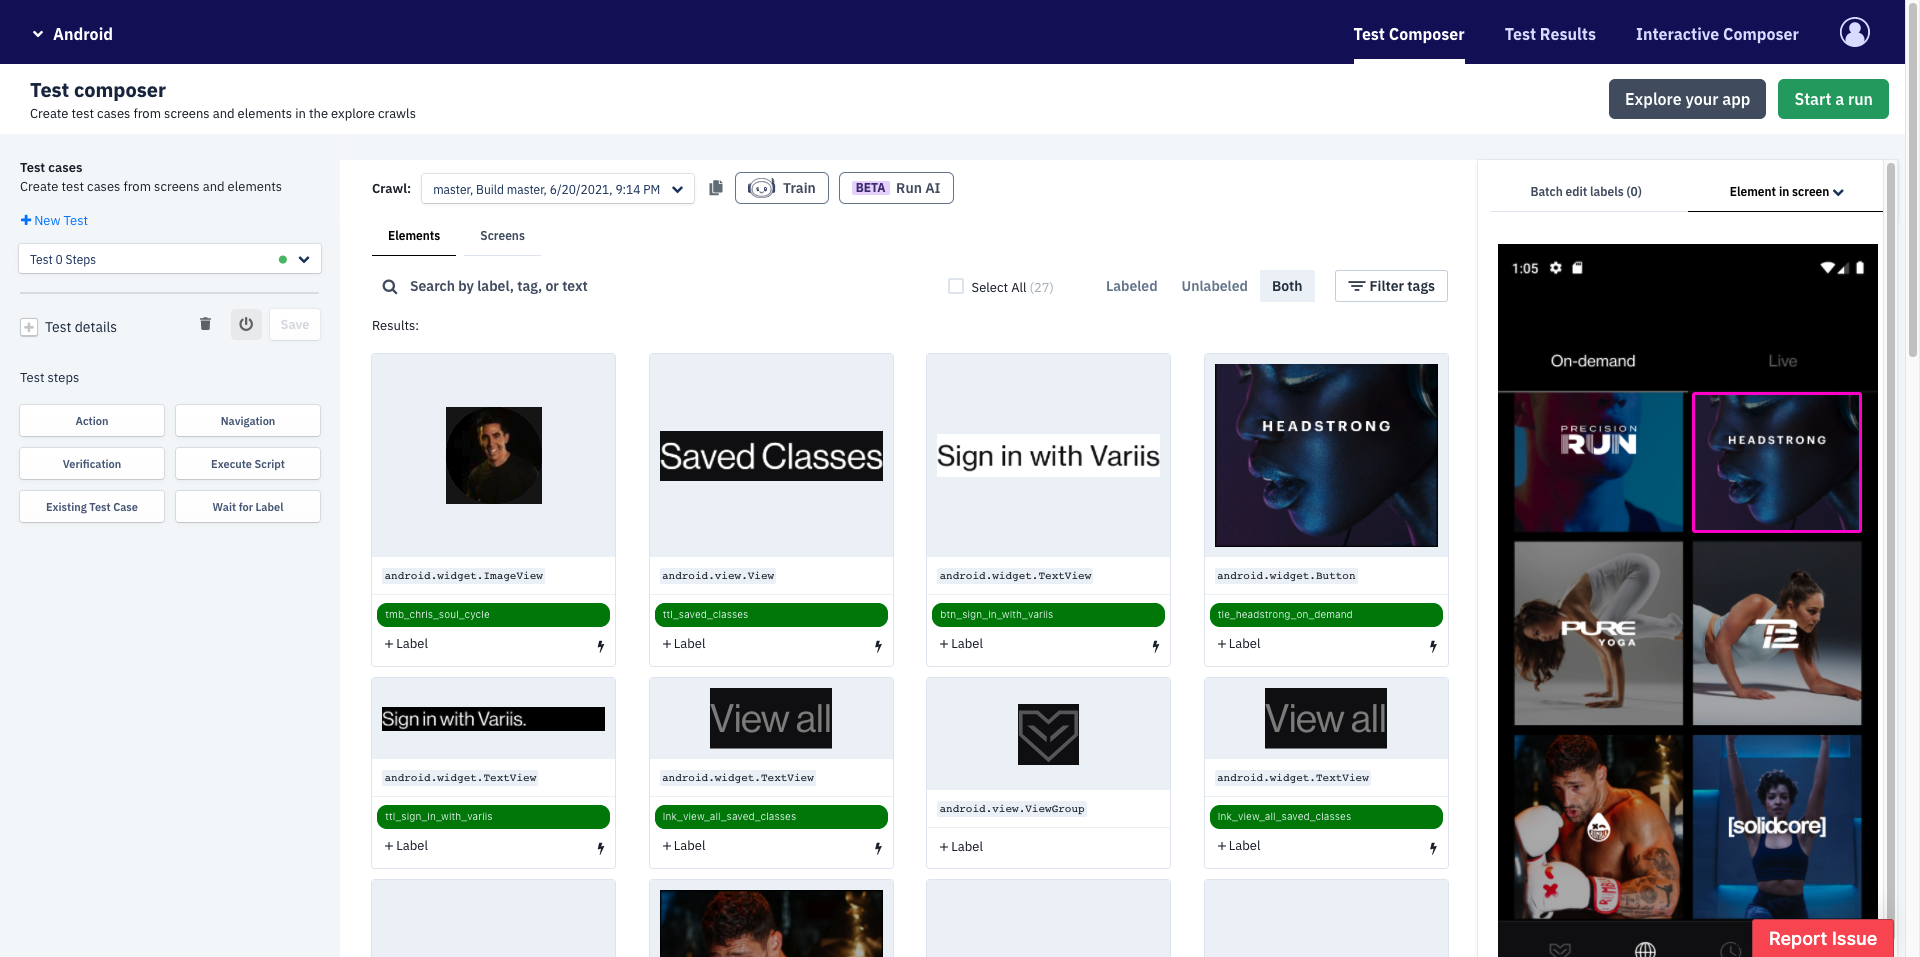 Android
Test Composer
Test Results
Interactive Composer
Test composer
Create test cases from screens and elements in the explore crawls
Explore your app
Start a run
Test cases
Create test cases from screens and elements
New Test
Test 0 Steps
Test details
Save
Test steps
Action
Navigation
Verification
Execute Script
Existing Test Case
Wait for Label
Crawl:
master, Build master, 6/20/2021, 9:14 PM
Train
BETA Run AI
Elements
Screens
Search by label, tag, or text
Select All (27)
Labeled
Unlabeled
Both
Filter tags
Results:
Saved Classes
Sign in with Variis
HEADSTRONG
android.widget.ImageView
android.view.View
android.widget.TextView
android.widget.Button
tmb_chris_soul_cycle
ttl_saved_classes
btn_sign_in_with_variis
tle_headstrong_on_demand
+ Label
+ Label
+ Label
+ Label
Sign in with Variis.
View all
View all
android.widget.TextView
android.widget.TextView
android.view.ViewGroup
android.widget.TextView
ttl_sign_in_with_variis
lnk_view_all_saved_classes
lnk_view_all_saved_classes
+ Label
+ Label
+ Label
+ Label
Batch edit labels (0)
Element in screen
1:05
On-demand
Live
PRECISION
RUN
HEADSTRONG
PURE
YOGA
[solidcore]
Report Issue